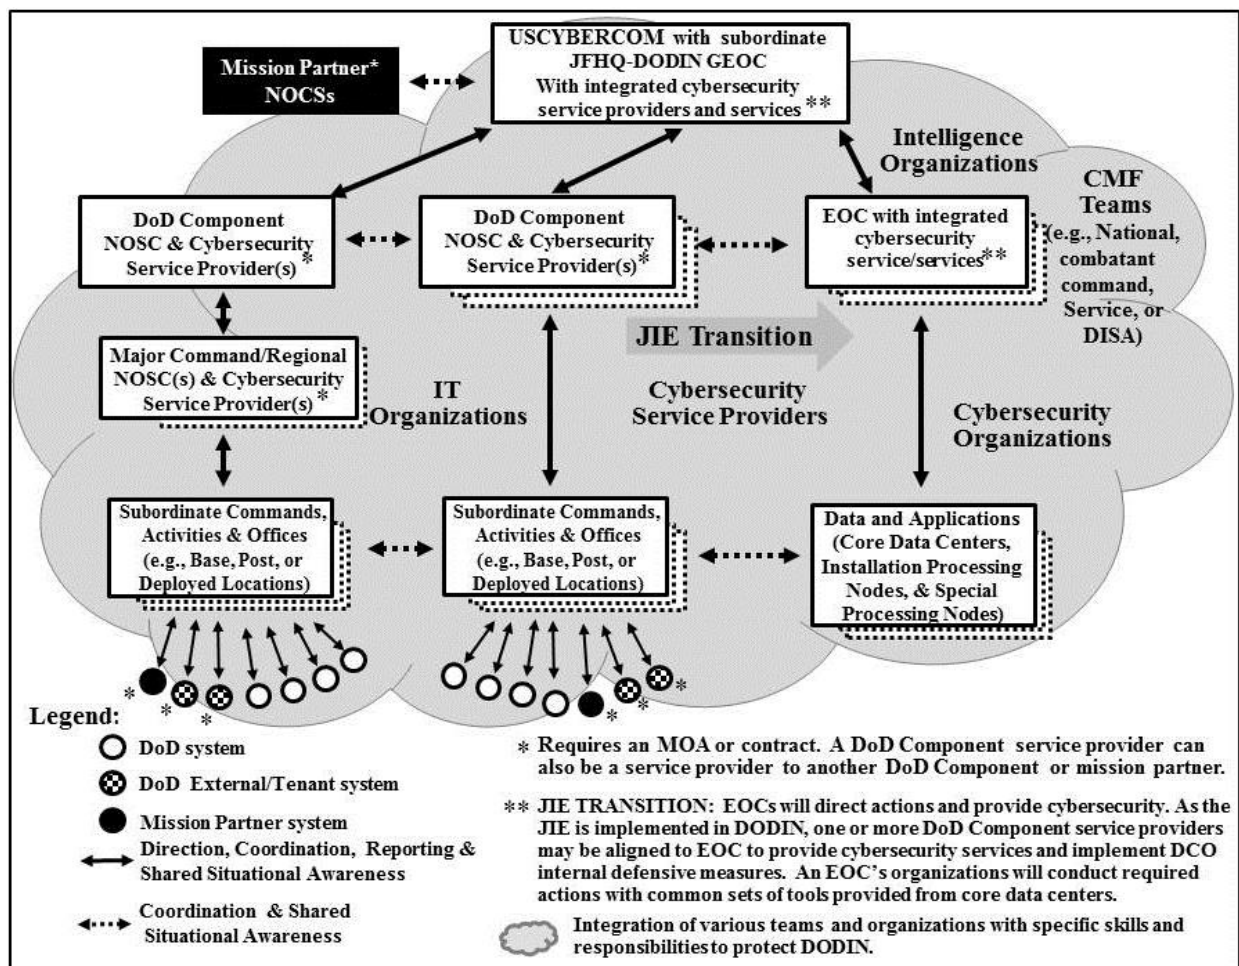 USCYBERCOM with subordinate
JFHQ-DODIN GEOC
With integrated cybersecurity
service providers and services **
Mission Partner*
NOCSs
Intelligence
Organizations
CMF
Teams
(e.g., National,
combatant
command,
Service, or
DISA)
DoD Component
NOSC & Cybersecurity
Service Provider(s) *
DoD Component
NOSC & Cybersecurity
Service Provider(s) *
EOC with integrated
cybersecurity
service/services**
JIE Transition
Major Command/Regional
NOSC(s) & Cybersecurity
Service Provider(s) *
IT
Organizations
Cybersecurity
Service Providers
Cybersecurity
Organizations
Subordinate Commands,
Activities & Offices
(e.g., Base, Post, or
Deployed Locations)
Subordinate Commands,
Activities & Offices
(e.g., Base, Post, or
Deployed Locations)
Data and Applications
(Core Data Centers,
Installation Processing
Nodes, & Special
Processing Nodes)
* * * * * *
Legend:
DoD system
DoD External/Tenant system
Mission Partner system
Direction, Coordination, Reporting &
Shared Situational Awareness
Coordination & Shared
Situational Awareness
* Requires an MOA or contract. A DoD Component service provider can
also be a service provider to another DoD Component or mission partner.
** JIE TRANSITION: EOCs will direct actions and provide cybersecurity. As the
JIE is implemented in DODIN, one or more DoD Component service providers
may be aligned to EOC to provide cybersecurity services and implement DCO
internal defensive measures. An EOC's organizations will conduct required
actions with common sets of tools provided from core data centers.
Integration of various teams and organizations with specific skills and
responsibilities to protect DODIN.